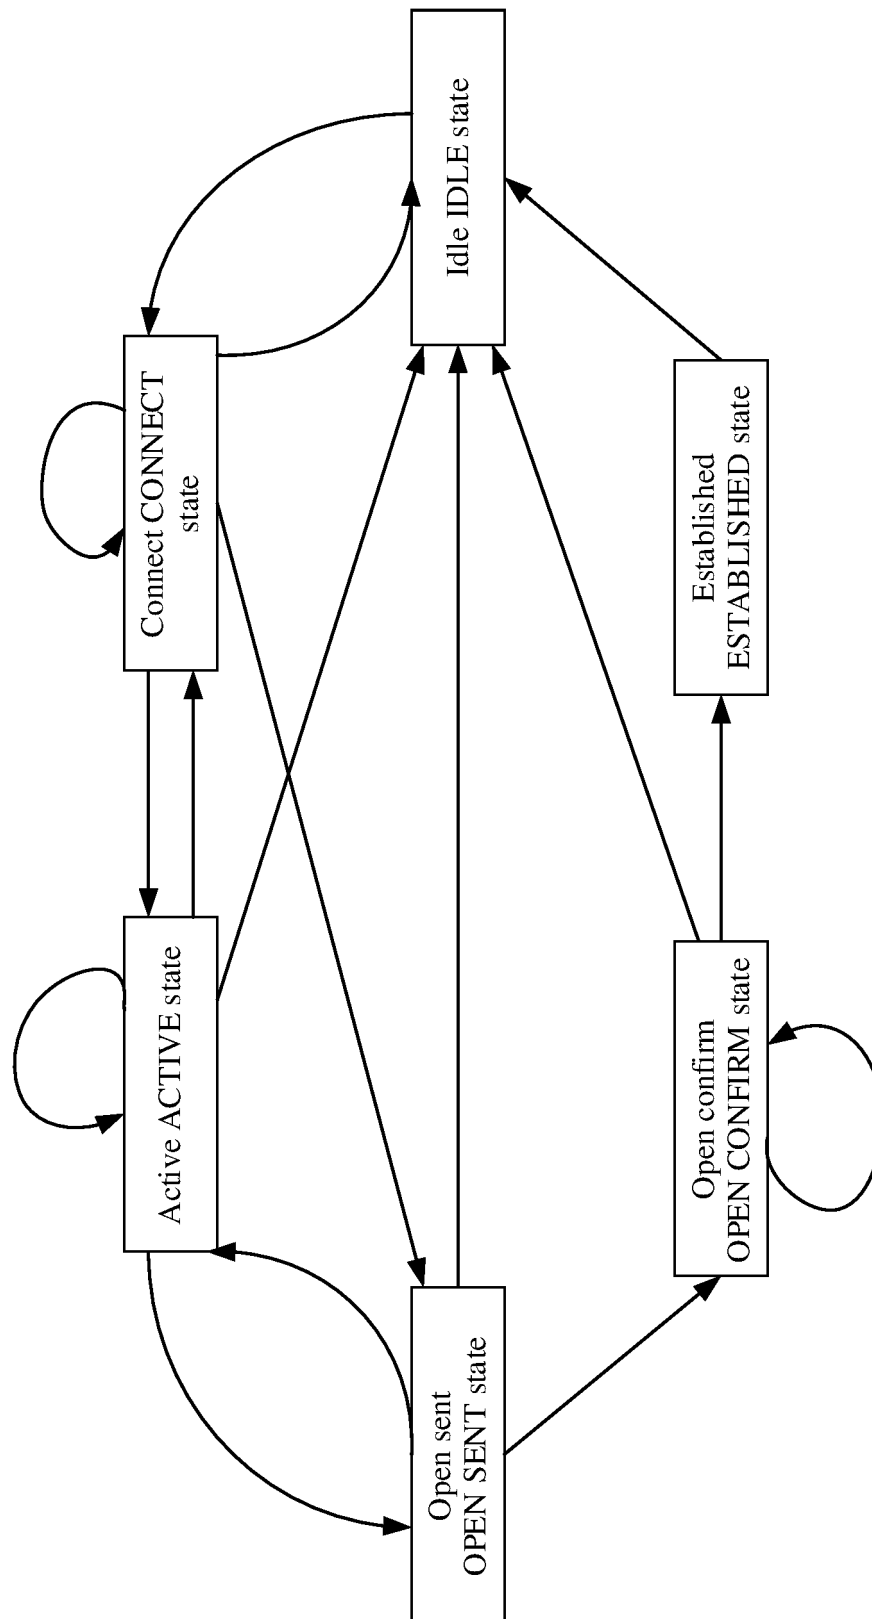 Active ACTIVE state
Connect CONNECT
state
Open sent
OPEN SENT state
Idle IDLE state
Open confirm
OPEN CONFIRM state
Established
ESTABLISHED state